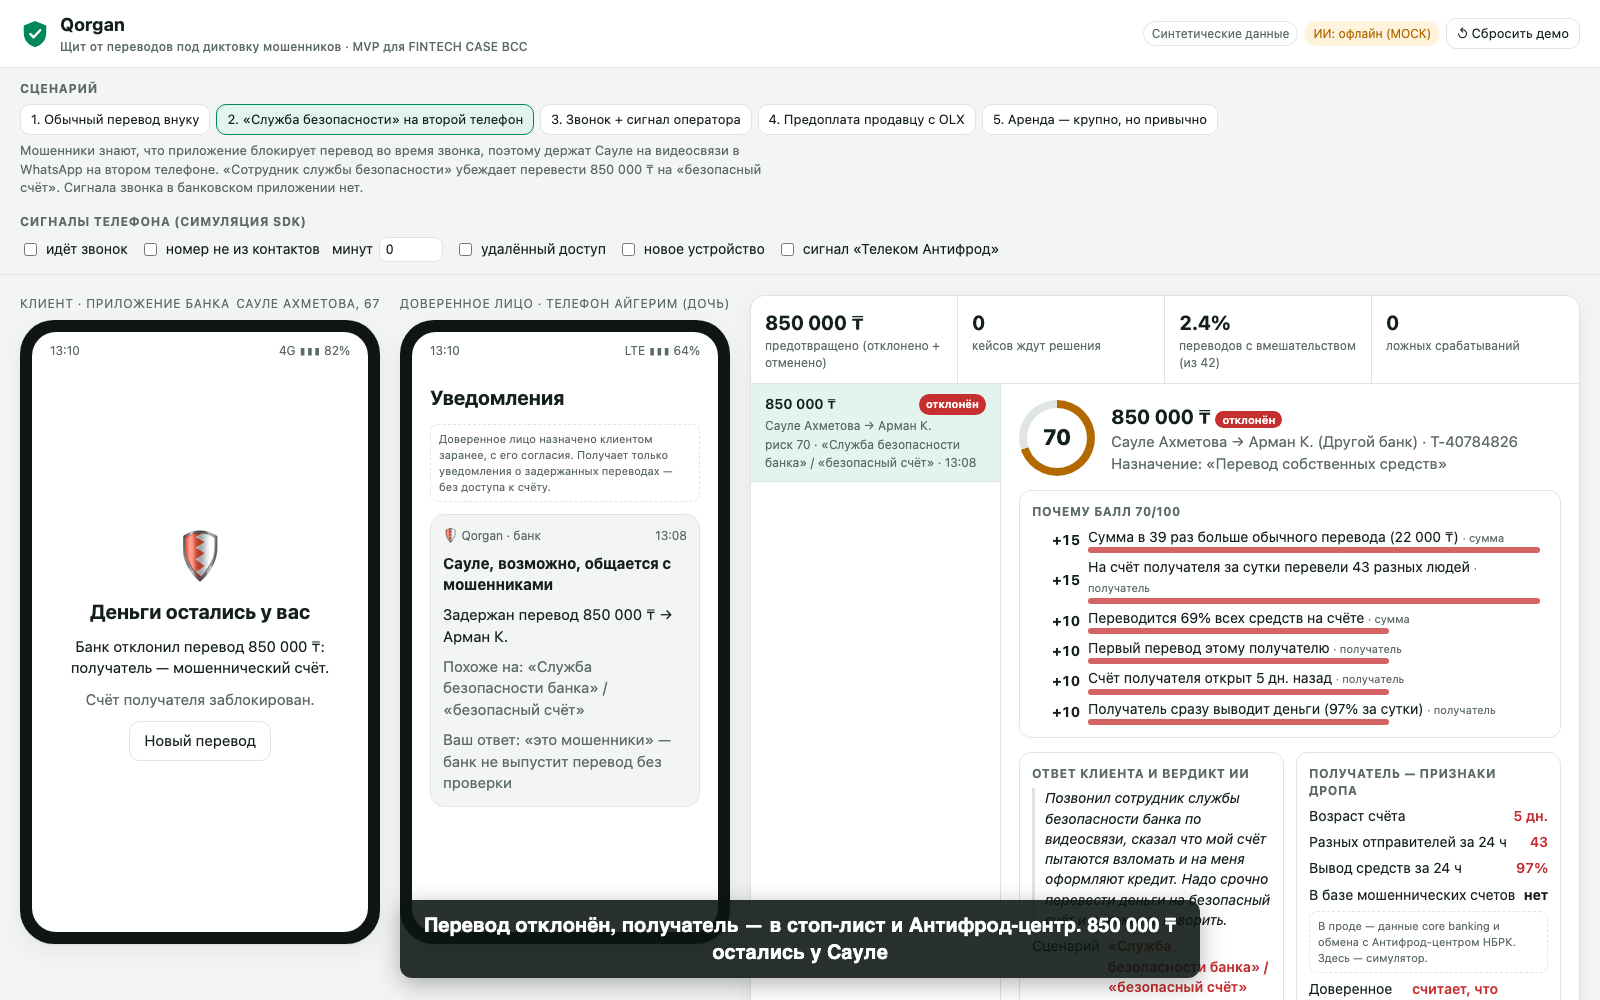 Qorgan
Щит от переводов под диктовку мошенников · MVP для FINTECH CASE BCC
Синтетические данные
ИИ: офлайн (MOCK)
↺ Сбросить демо
СЦЕНАРИЙ
1. Обычный перевод внуку
2. «Служба безопасности» на второй телефон
3. Звонок + сигнал оператора
4. Предоплата продавцу с OLX
5. Аренда — крупно, но привычно
Мошенники знают, что приложение блокирует перевод во время звонка, поэтому держат Сауле на видеосвязи в
WhatsApp на втором телефоне. «Сотрудник службы безопасности» убеждает перевести 850 000 ₸ на «безопасный
счёт». Сигнала звонка в банковском приложении нет.
СИГНАЛЫ ТЕЛЕФОНА (СИМУЛЯЦИЯ SDK)
идёт звонок
номер не из контактов
минут 0
удалённый доступ
новое устройство
сигнал «Телеком Антифрод»
КЛИЕНТ · ПРИЛОЖЕНИЕ БАНКА САУЛЕ АХМЕТОВА, 67
13:10
4G ▮▮▮ 82%
Деньги остались у вас
Банк отклонил перевод 850 000 ₸:
получатель — мошеннический счёт.
Счёт получателя заблокирован.
Новый перевод
ДОВЕРЕННОЕ ЛИЦО · ТЕЛЕФОН АЙГЕРИМ (ДОЧЬ)
13:10
LTE ▮▮▮ 64%
Уведомления
Доверенное лицо назначено клиентом
заранее, с его согласия. Получает только
уведомления о задержанных переводах —
без доступа к счёту.
Qorgan · банк
13:08
Сауле, возможно, общается с
мошенниками
Задержан перевод 850 000 ₸ →
Арман К.
Похоже на: «Служба
безопасности банка» /
«безопасный счёт»
Ваш ответ: «это мошенники» —
банк не выпустит перевод без
проверки
850 000 ₸
предотвращено (отклонено +
отменено)
0
кейсов ждут решения
2.4%
переводов с вмешательством
(из 42)
0
ложных срабатываний
850 000 ₸
отклонён
Сауле Ахметова → Арман К.
риск 70 · «Служба безопасности
банка» / «безопасный счёт» · 13:08
70
850 000 ₸ отклонён
Сауле Ахметова → Арман К. (Другой банк) · T-40784826
Назначение: «Перевод собственных средств»
ПОЧЕМУ БАЛЛ 70/100
+15 Сумма в 39 раз больше обычного перевода (22 000 ₸) · сумма
+15 На счёт получателя за сутки перевели 43 разных людей ·
получатель
+10 Переводится 69% всех средств на счёте · сумма
+10 Первый перевод этому получателю · получатель
+10 Счёт получателя открыт 5 дн. назад · получатель
+10 Получатель сразу выводит деньги (97% за сутки) · получатель
ОТВЕТ КЛИЕНТА И ВЕРДИКТ ИИ
Позвонил сотрудник службы
безопасности банка по
видеосвязи, сказал что мой счёт
пытаются взломать и на меня
оформляют кредит. Надо срочно
перевести деньги на безопасный
Сценарий «Служба
безопасности банка» /
«безопасный счёт»
ПОЛУЧАТЕЛЬ — ПРИЗНАКИ
ДРОПА
Возраст счёта 5 дн.
Разных отправителей за 24 ч 43
Вывод средств за 24 ч 97%
В базе мошеннических счетов нет
В проде — данные core banking и
обмена с Антифрод-центром НБРК.
Здесь — симулятор.
Доверенное считает, что
Перевод отклонён, получатель — в стоп-лист и Антифрод-центр. 850 000 ₸
остались у Сауле